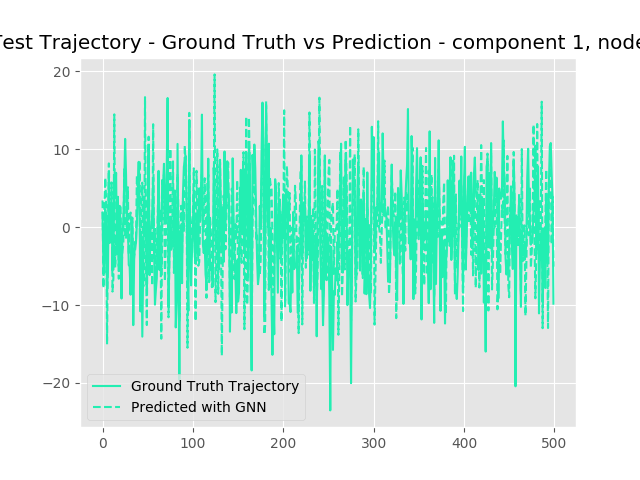 Test Trajectory - Ground Truth vs Prediction - component 1, node
20
10
0
−10
−20
Ground Truth Trajectory
Predicted with GNN
0 100 200 300 400 500